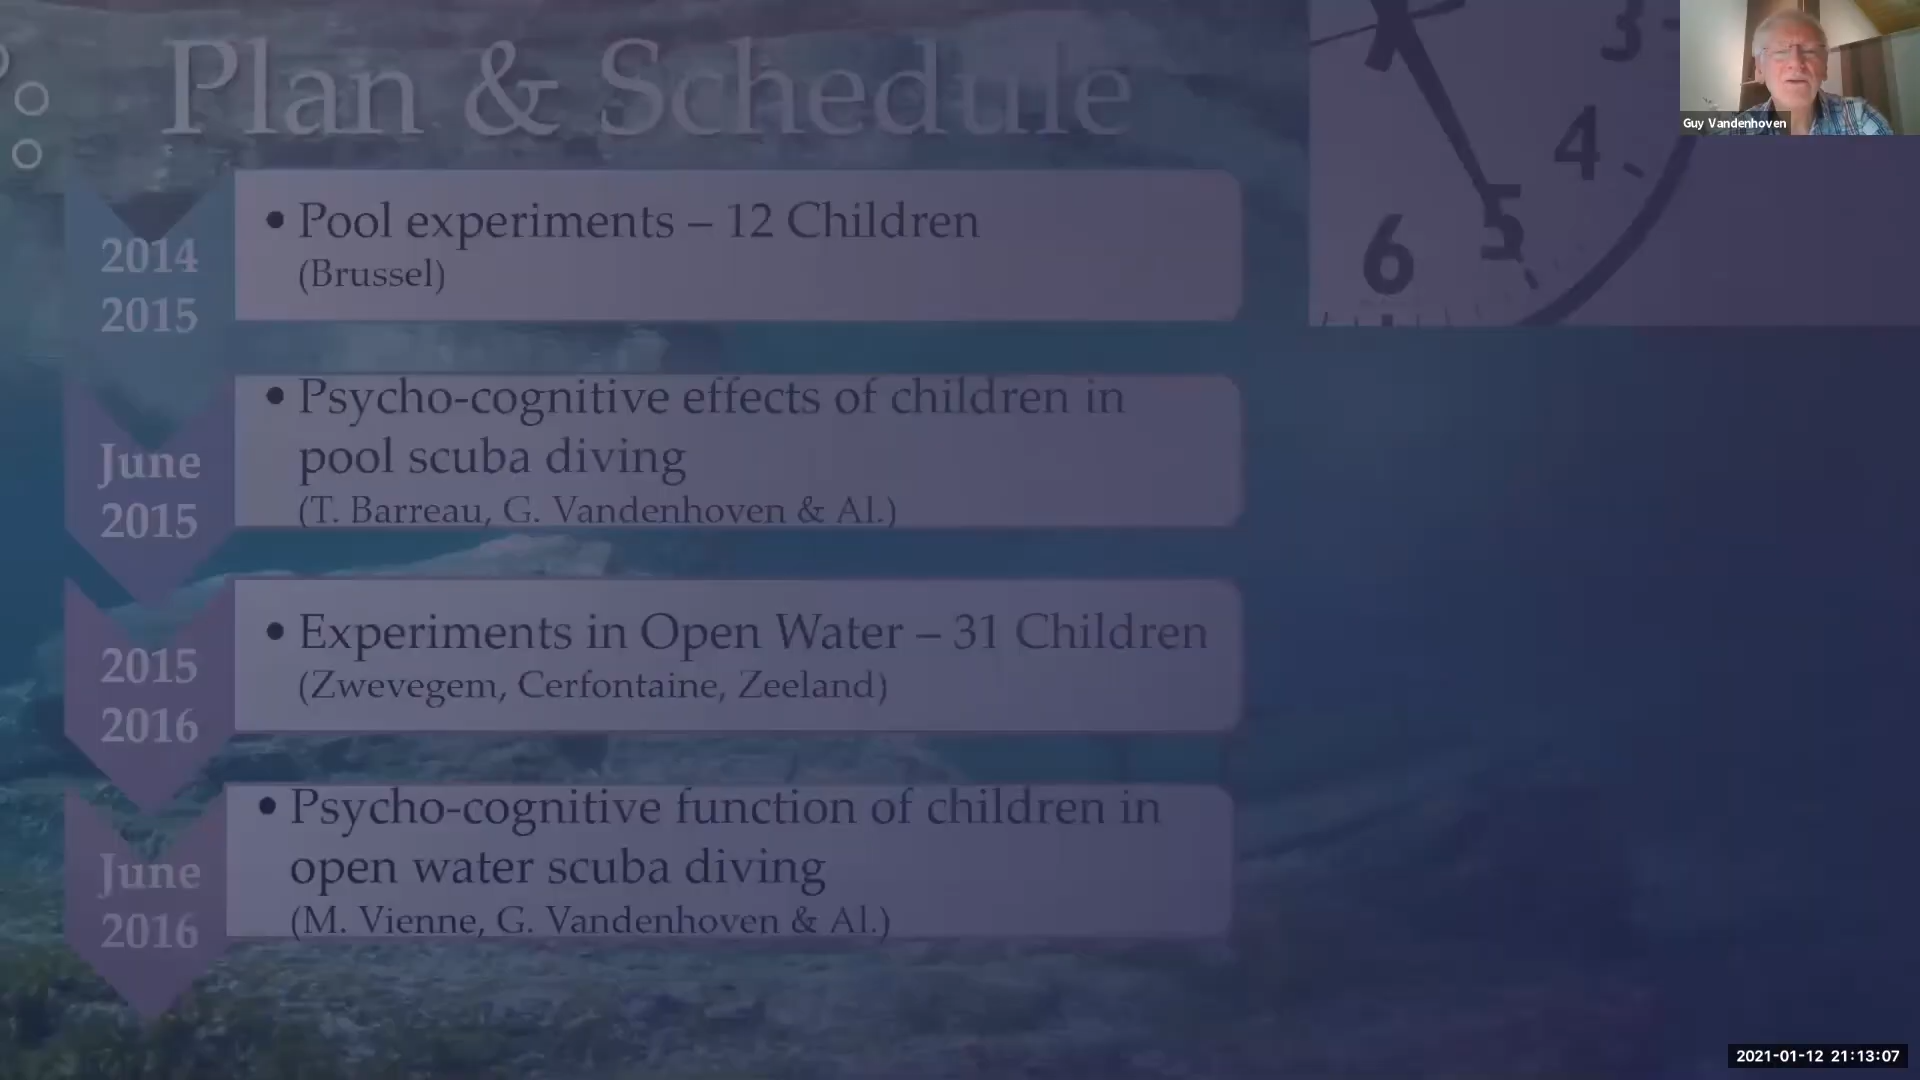 Plan & Schedule
2014
2015
• Pool experiments – 12 Children
(Brussel)
June
2015
• Psycho-cognitive effects of children in
pool scuba diving
(T. Barreau, G. Vandenhoven & Al.)
2015
2016
• Experiments in Open Water – 31 Children
(Zwevegem, Cerfontaine, Zeeland)
June
2016
• Psycho-cognitive function of children in
open water scuba diving
(M. Vienne, G. Vandenhoven & Al.)
3
4
5
6
Guy Vandenhoven
2021-01-12 21:13:07